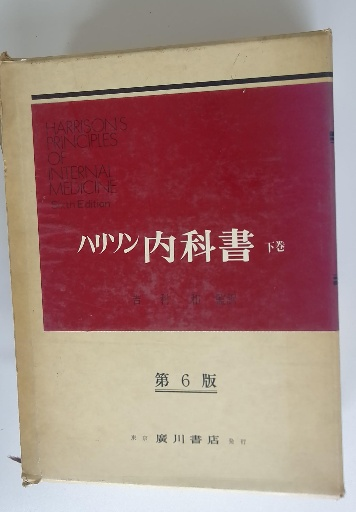 HARRISON'S
PRINCIPLES
OF
INTERNAL
MEDICINE
Sixth Edition
ハリソン 内科書 下巻
第6版
東京 廣川書店 発行